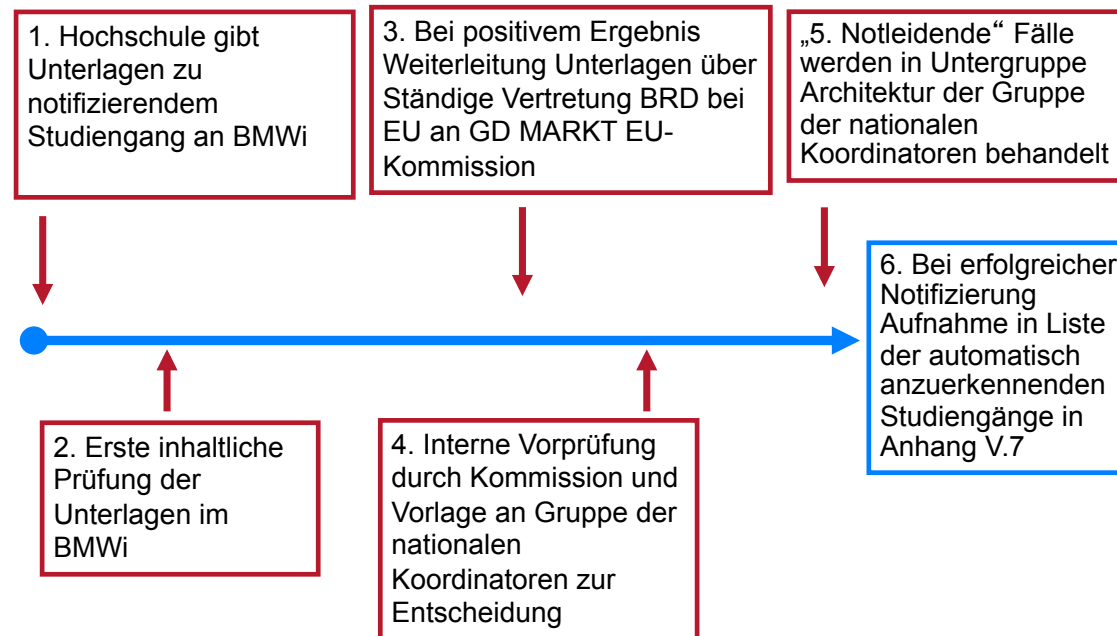 1. Hochschule gibt
Unterlagen zu
notifizierendem
Studiengang an BMWi
2. Erste inhaltliche
Prüfung der
Unterlagen im
BMWi
3. Bei positivem Ergebnis
Weiterleitung Unterlagen über
Ständige Vertretung BRD bei
EU an GD MARKT EU-
Kommission
4. Interne Vorprüfung
durch Kommission und
Vorlage an Gruppe der
nationalen
Koordinatoren zur
Entscheidung
„5. Notleidende“ Fälle
werden in Untergruppe
Architektur der Gruppe
der nationalen
Koordinatoren behandelt
6. Bei erfolgreicher
Notifizierung
Aufnahme in Liste
der automatisch
anzuerkennenden
Studiengänge in
Anhang V.7